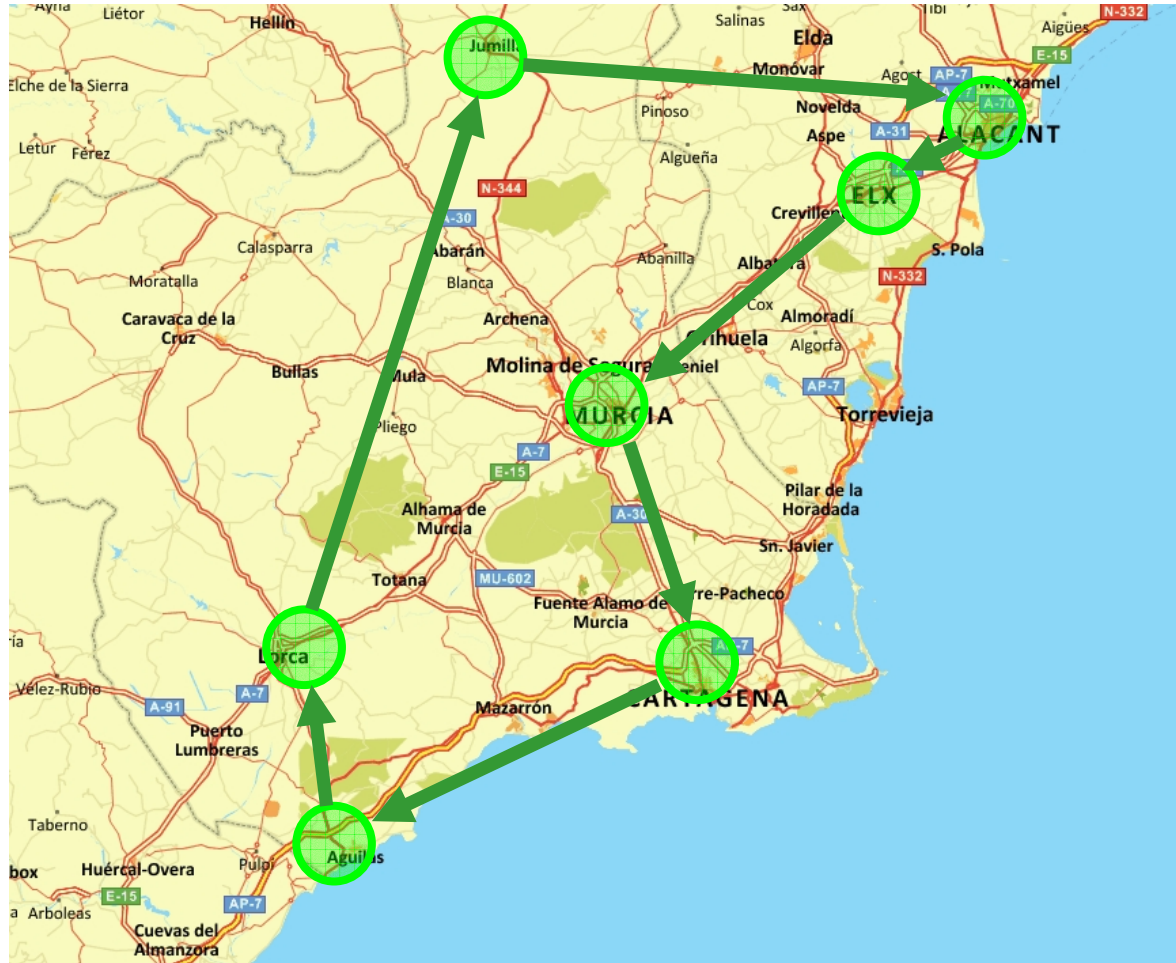 Ayna
Liétor
Hellín
Jumilla
Salinas
Sax
Tibi
N-332
Aigües
Elda
E-15
Elche de la Sierra
Monóvar
Agost
AP-7
Mutxamel
A-70
Novelda
Pinoso
Letur
Férez
Aspe
A-31
ALACANT
Algueña
N-344
ELX
A-30
Crevillent
Calasparra
Abarán
S. Pola
Abanilla
Albatera
Moratalla
Blanca
N-332
Cox
Caravaca de la
Cruz
Archena
Almoradí
Orihuela
Algorfa
Molina de Segura
Beniel
Bullas
Mula
AP-7
MURCIA
Torrevieja
Pliego
A-7
E-15
Pilar de la
Horadada
Alhama de
Murcia
A-30
Sn. Javier
Totana
MU-602
Torre-Pacheco
Fuente Alamo de
Murcia
AP-7
Lorca
Vélez-Rubio
A-7
A-91
Mazarrón
CARTAGENA
Puerto
Lumbreras
Taberno
Aguilas
Pulpí
box
Huércal-Overa
E-15
AP-7
a Arboleas
Cuevas del
Almanzora